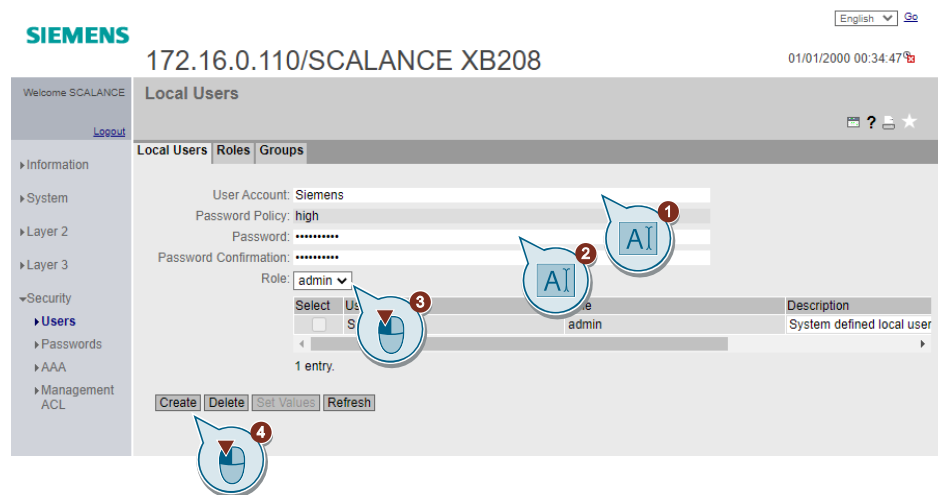 English Go
SIEMENS
172.16.0.110/SCALANCE XB208
01/01/2000 00:34:47
Welcome SCALANCE
Local Users
Logout
?
Local Users Roles Groups
Information
System
Layer 2
Layer 3
Security
Users
Passwords
AAA
Management
ACL
User Account: Siemens
Password Policy: high
Password: ••••••••••
Password Confirmation: ••••••••••
Role: admin
Select Description
admin System defined local user
1 entry.
Create Delete Set Values Refresh
1
AI
2
AI
3
4